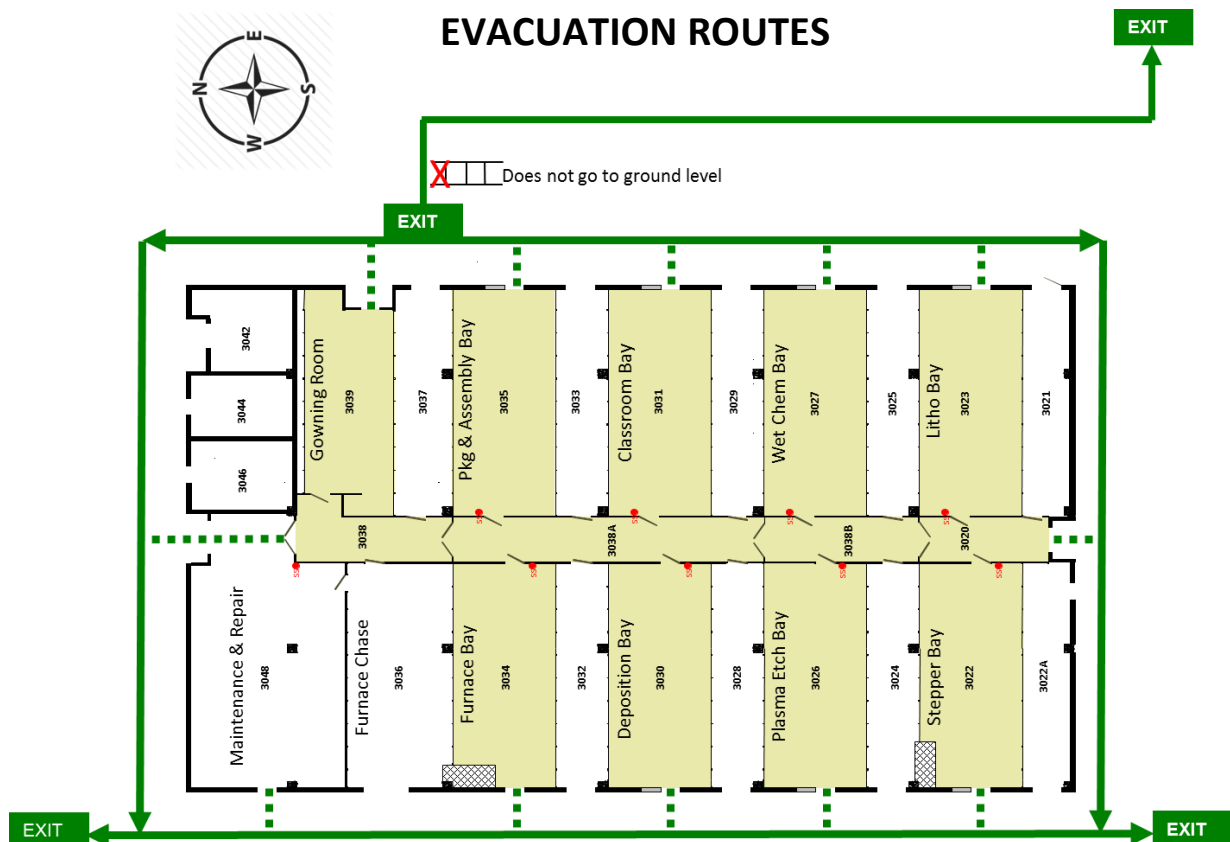 EVACUATION ROUTES
EXIT
E
N
S
W
Does not go to ground level
EXIT
3042
3044
3046
Gowning Room
3039
3037
Pkg & Assembly Bay
3035
3033
Classroom Bay
3031
3029
Wet Chem Bay
3027
3025
Litho Bay
3023
3021
3038
3038A
3038B
3020
Maintenance & Repair
3048
Furnace Chase
3036
Furnace Bay
3034
3032
Deposition Bay
3030
3028
Plasma Etch Bay
3026
3024
Stepper Bay
3022
3022A
EXIT
EXIT